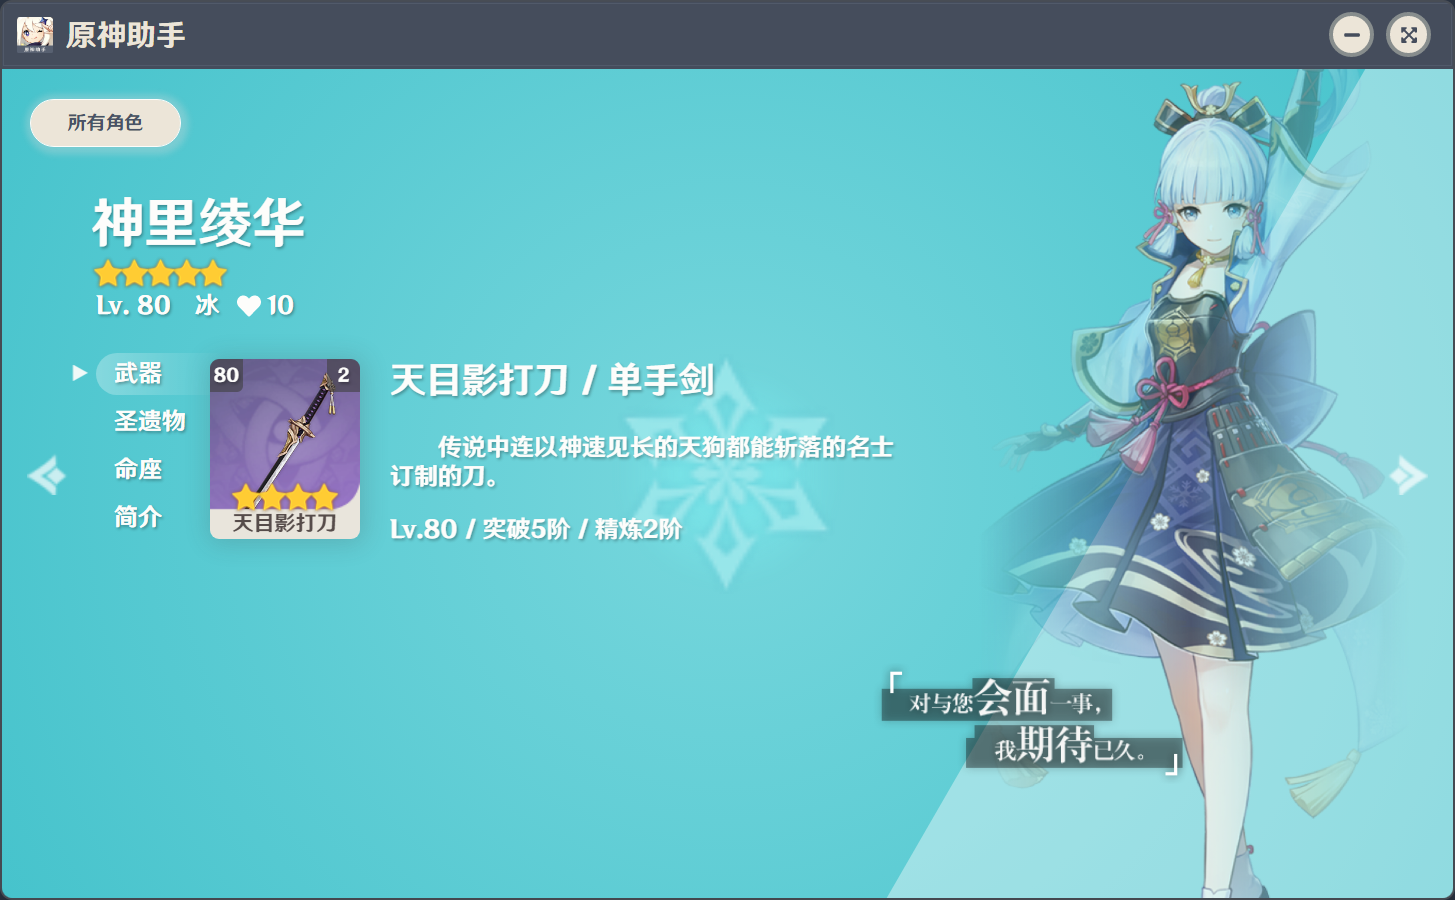 原神助手
所有角色
神里绫华
Lv. 80 冰 10
武器
圣遗物
命座
简介
80 2
天目影打刀
天目影打刀 / 单手剑
传说中连以神速见长的天狗都能斩落的名士
订制的刀。
Lv.80 / 突破5阶 / 精炼2阶
「对与您会面一事，
我期待已久。」